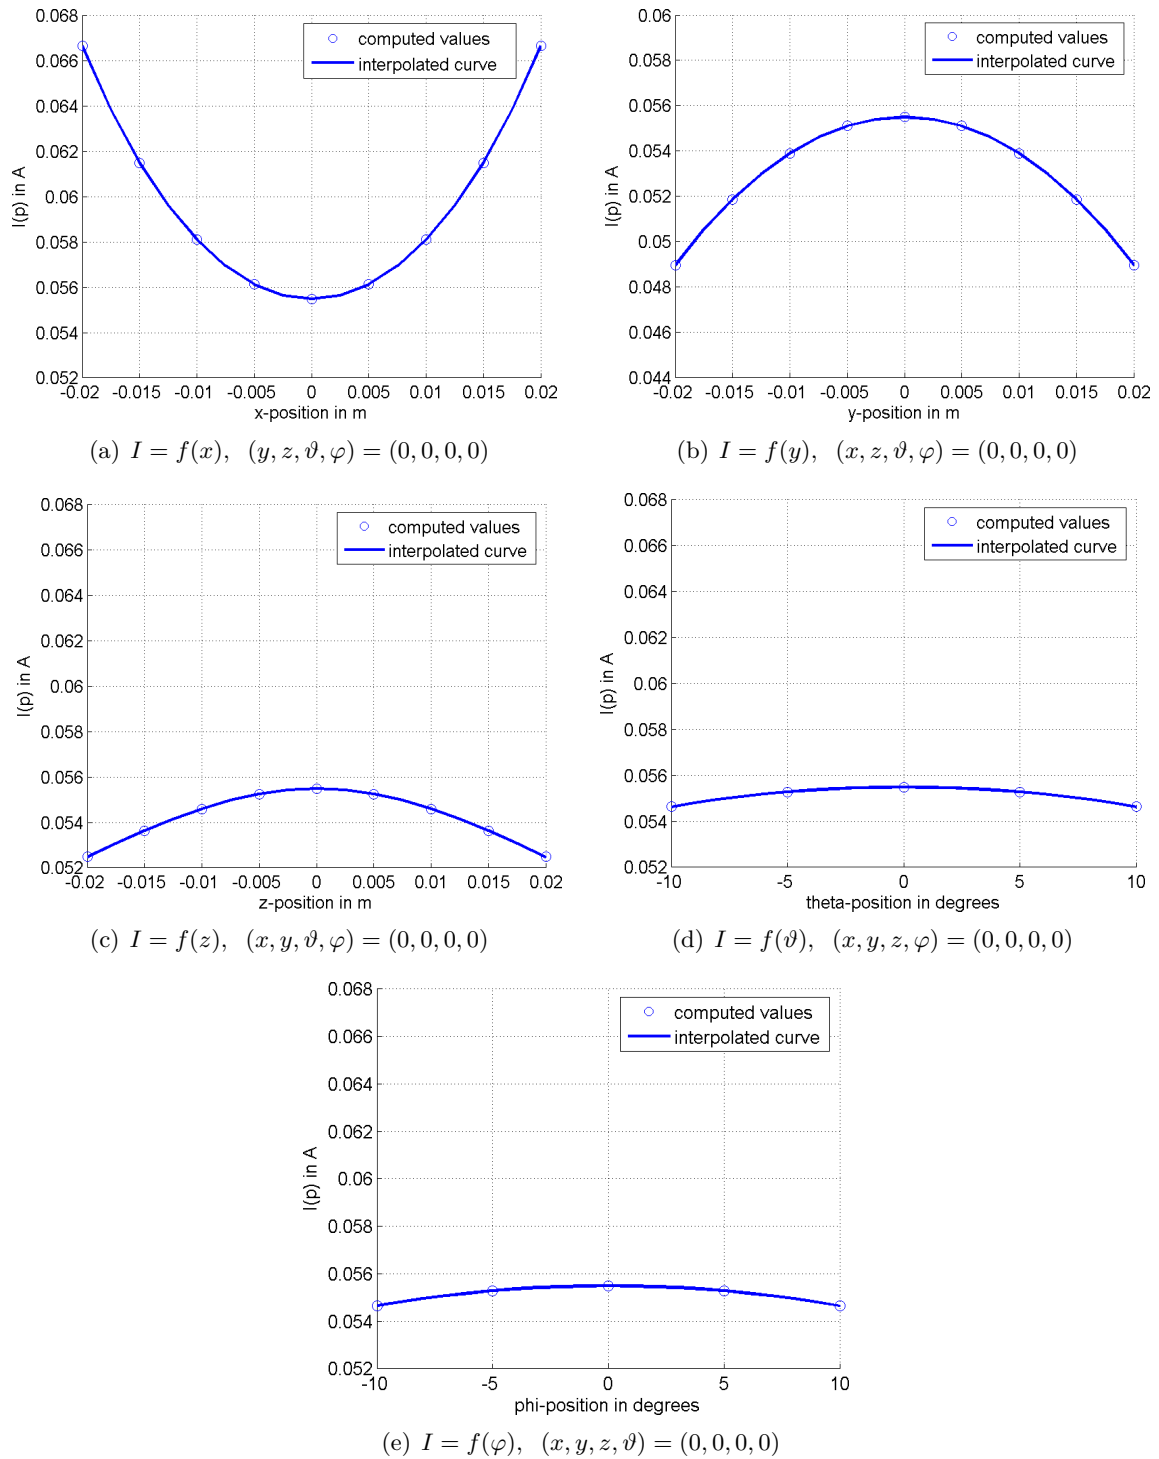 0.068
0.066
0.064
0.062
0.06
0.058
0.056
0.054
0.052
I(p) in A
computed values
interpolated curve
-0.02 -0.015 -0.01 -0.005 0 0.005 0.01 0.015 0.02
x-position in m
(a) I = f(x), (y, z, ϑ, φ) = (0, 0, 0, 0)
0.06
0.058
0.056
0.054
0.052
0.05
0.048
0.046
0.044
I(p) in A
computed values
interpolated curve
-0.02 -0.015 -0.01 -0.005 0 0.005 0.01 0.015 0.02
y-position in m
(b) I = f(y), (x, z, ϑ, φ) = (0, 0, 0, 0)
0.068
0.066
0.064
0.062
0.06
0.058
0.056
0.054
0.052
I(p) in A
computed values
interpolated curve
-0.02 -0.015 -0.01 -0.005 0 0.005 0.01 0.015 0.02
z-position in m
(c) I = f(z), (x, y, ϑ, φ) = (0, 0, 0, 0)
0.068
0.066
0.064
0.062
0.06
0.058
0.056
0.054
0.052
I(p) in A
computed values
interpolated curve
-10 -5 0 5 10
theta-position in degrees
(d) I = f(ϑ), (x, y, z, φ) = (0, 0, 0, 0)
0.068
0.066
0.064
0.062
0.06
0.058
0.056
0.054
0.052
I(p) in A
computed values
interpolated curve
-10 -5 0 5 10
phi-position in degrees
(e) I = f(φ), (x, y, z, ϑ) = (0, 0, 0, 0)